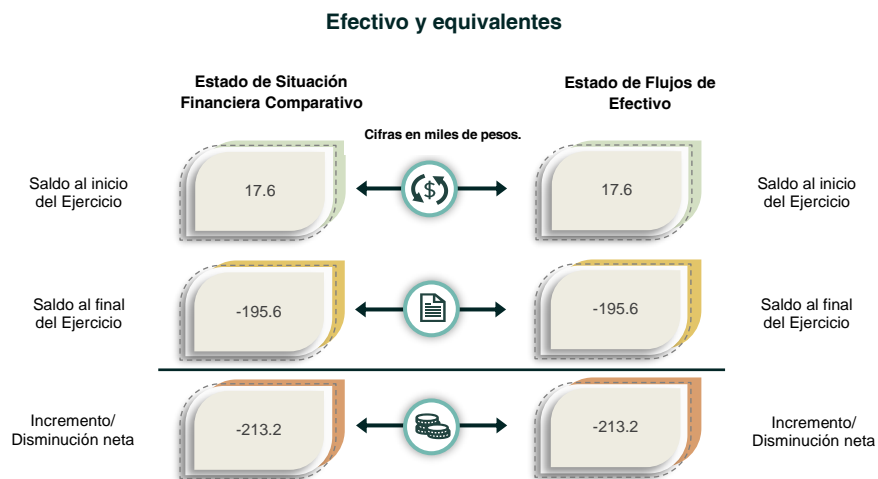 Efectivo y equivalentes
Estado de Situación
Financiera Comparativo
Estado de Flujos de
Efectivo
Cifras en miles de pesos.
Saldo al inicio
del Ejercicio
17.6
$
17.6
Saldo al inicio
del Ejercicio
Saldo al final
del Ejercicio
-195.6
-195.6
Saldo al final
del Ejercicio
Incremento/
Disminución neta
-213.2
-213.2
Incremento/
Disminución neta